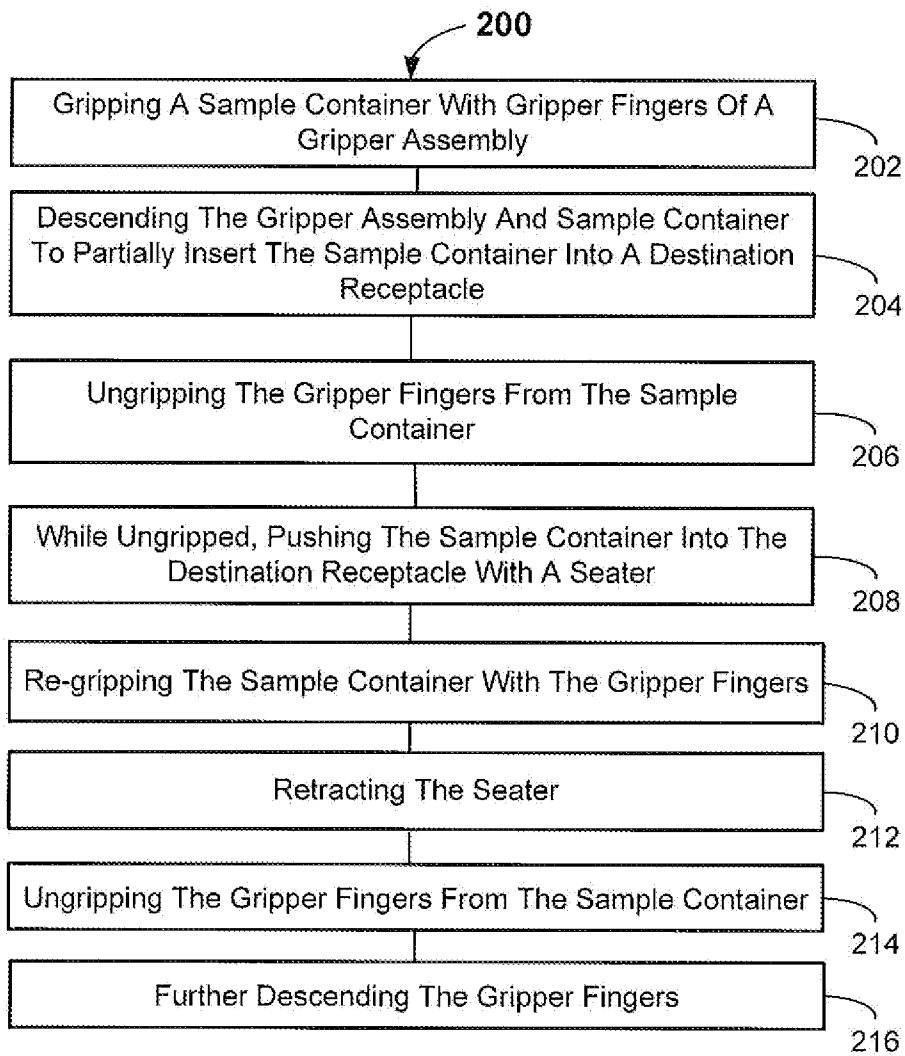 200
Gripping A Sample Container With Gripper Fingers Of A
Gripper Assembly
202
Descending The Gripper Assembly And Sample Container
To Partially Insert The Sample Container Into A Destination
Receptacle
204
Ungripping The Gripper Fingers From The Sample
Container
206
While Ungripped, Pushing The Sample Container Into The
Destination Receptacle With A Seater
208
Re-gripping The Sample Container With The Gripper Fingers
210
Retracting The Seater
212
Ungripping The Gripper Fingers From The Sample Container
214
Further Descending The Gripper Fingers
216